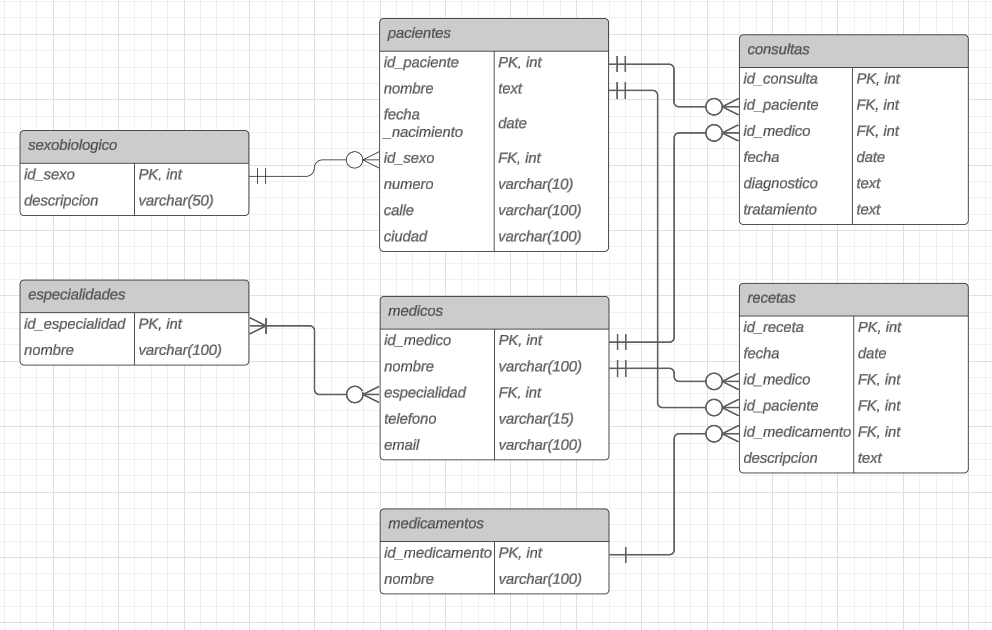 pacientes
id_paciente PK, int
nombre text
fecha
_nacimiento date
id_sexo FK, int
numero varchar(10)
calle varchar(100)
ciudad varchar(100)
consultas
id_consulta PK, int
id_paciente FK, int
id_medico FK, int
fecha date
diagnostico text
tratamiento text
sexobiologico
id_sexo PK, int
descripcion varchar(50)
especialidades
id_especialidad PK, int
nombre varchar(100)
medicos
id_medico PK, int
nombre varchar(100)
especialidad FK, int
telefono varchar(15)
email varchar(100)
recetas
id_receta PK, int
fecha date
id_medico FK, int
id_paciente FK, int
id_medicamento FK, int
descripcion text
medicamentos
id_medicamento PK, int
nombre varchar(100)